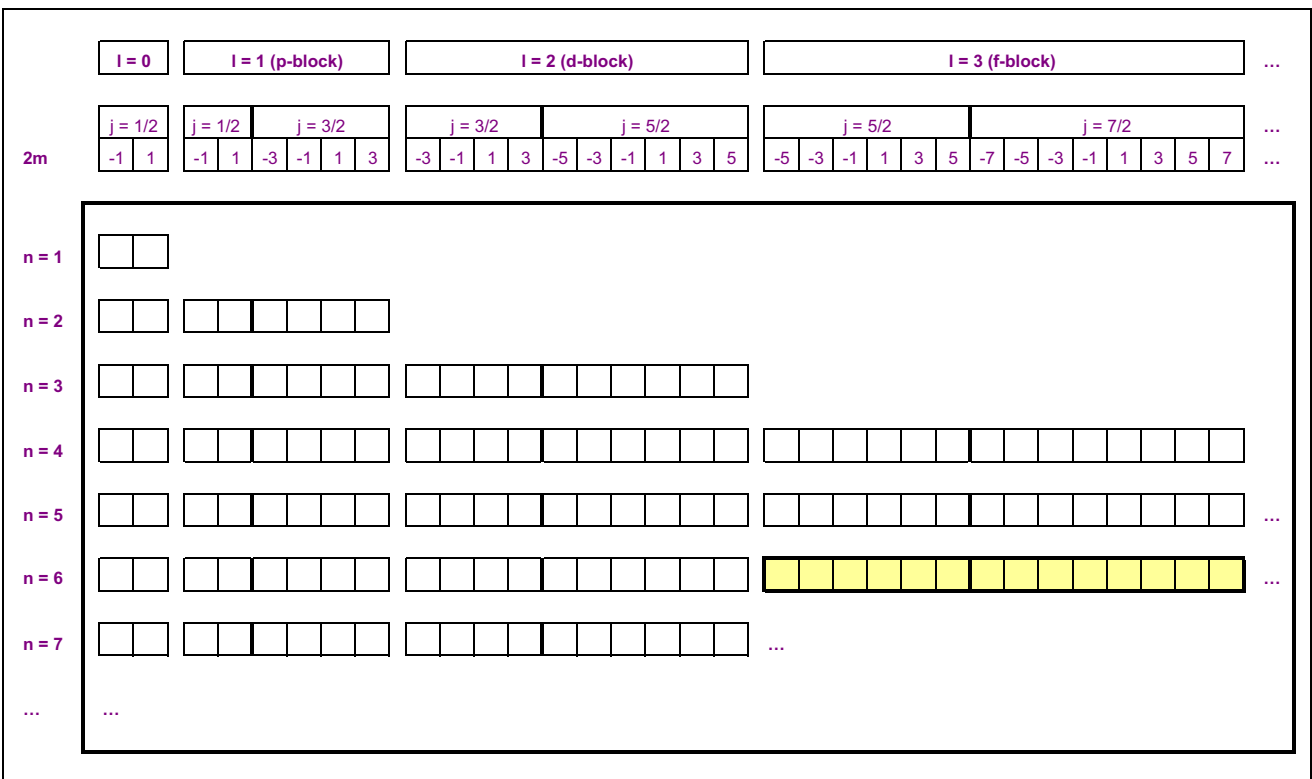 l = 0 l = 1 (p-block) l = 2 (d-block) l = 3 (f-block) …
j = 1/2 j = 1/2 j = 3/2 j = 3/2 j = 5/2 j = 5/2 j = 7/2 …
2m -1 1 -1 1 -3 -1 1 3 -3 -1 1 3 -5 -3 -1 1 3 5 -5 -3 -1 1 3 5 -7 -5 -3 -1 1 3 5 7 …
n = 1
n = 2
n = 3
n = 4
n = 5 …
n = 6 …
n = 7 …
… …